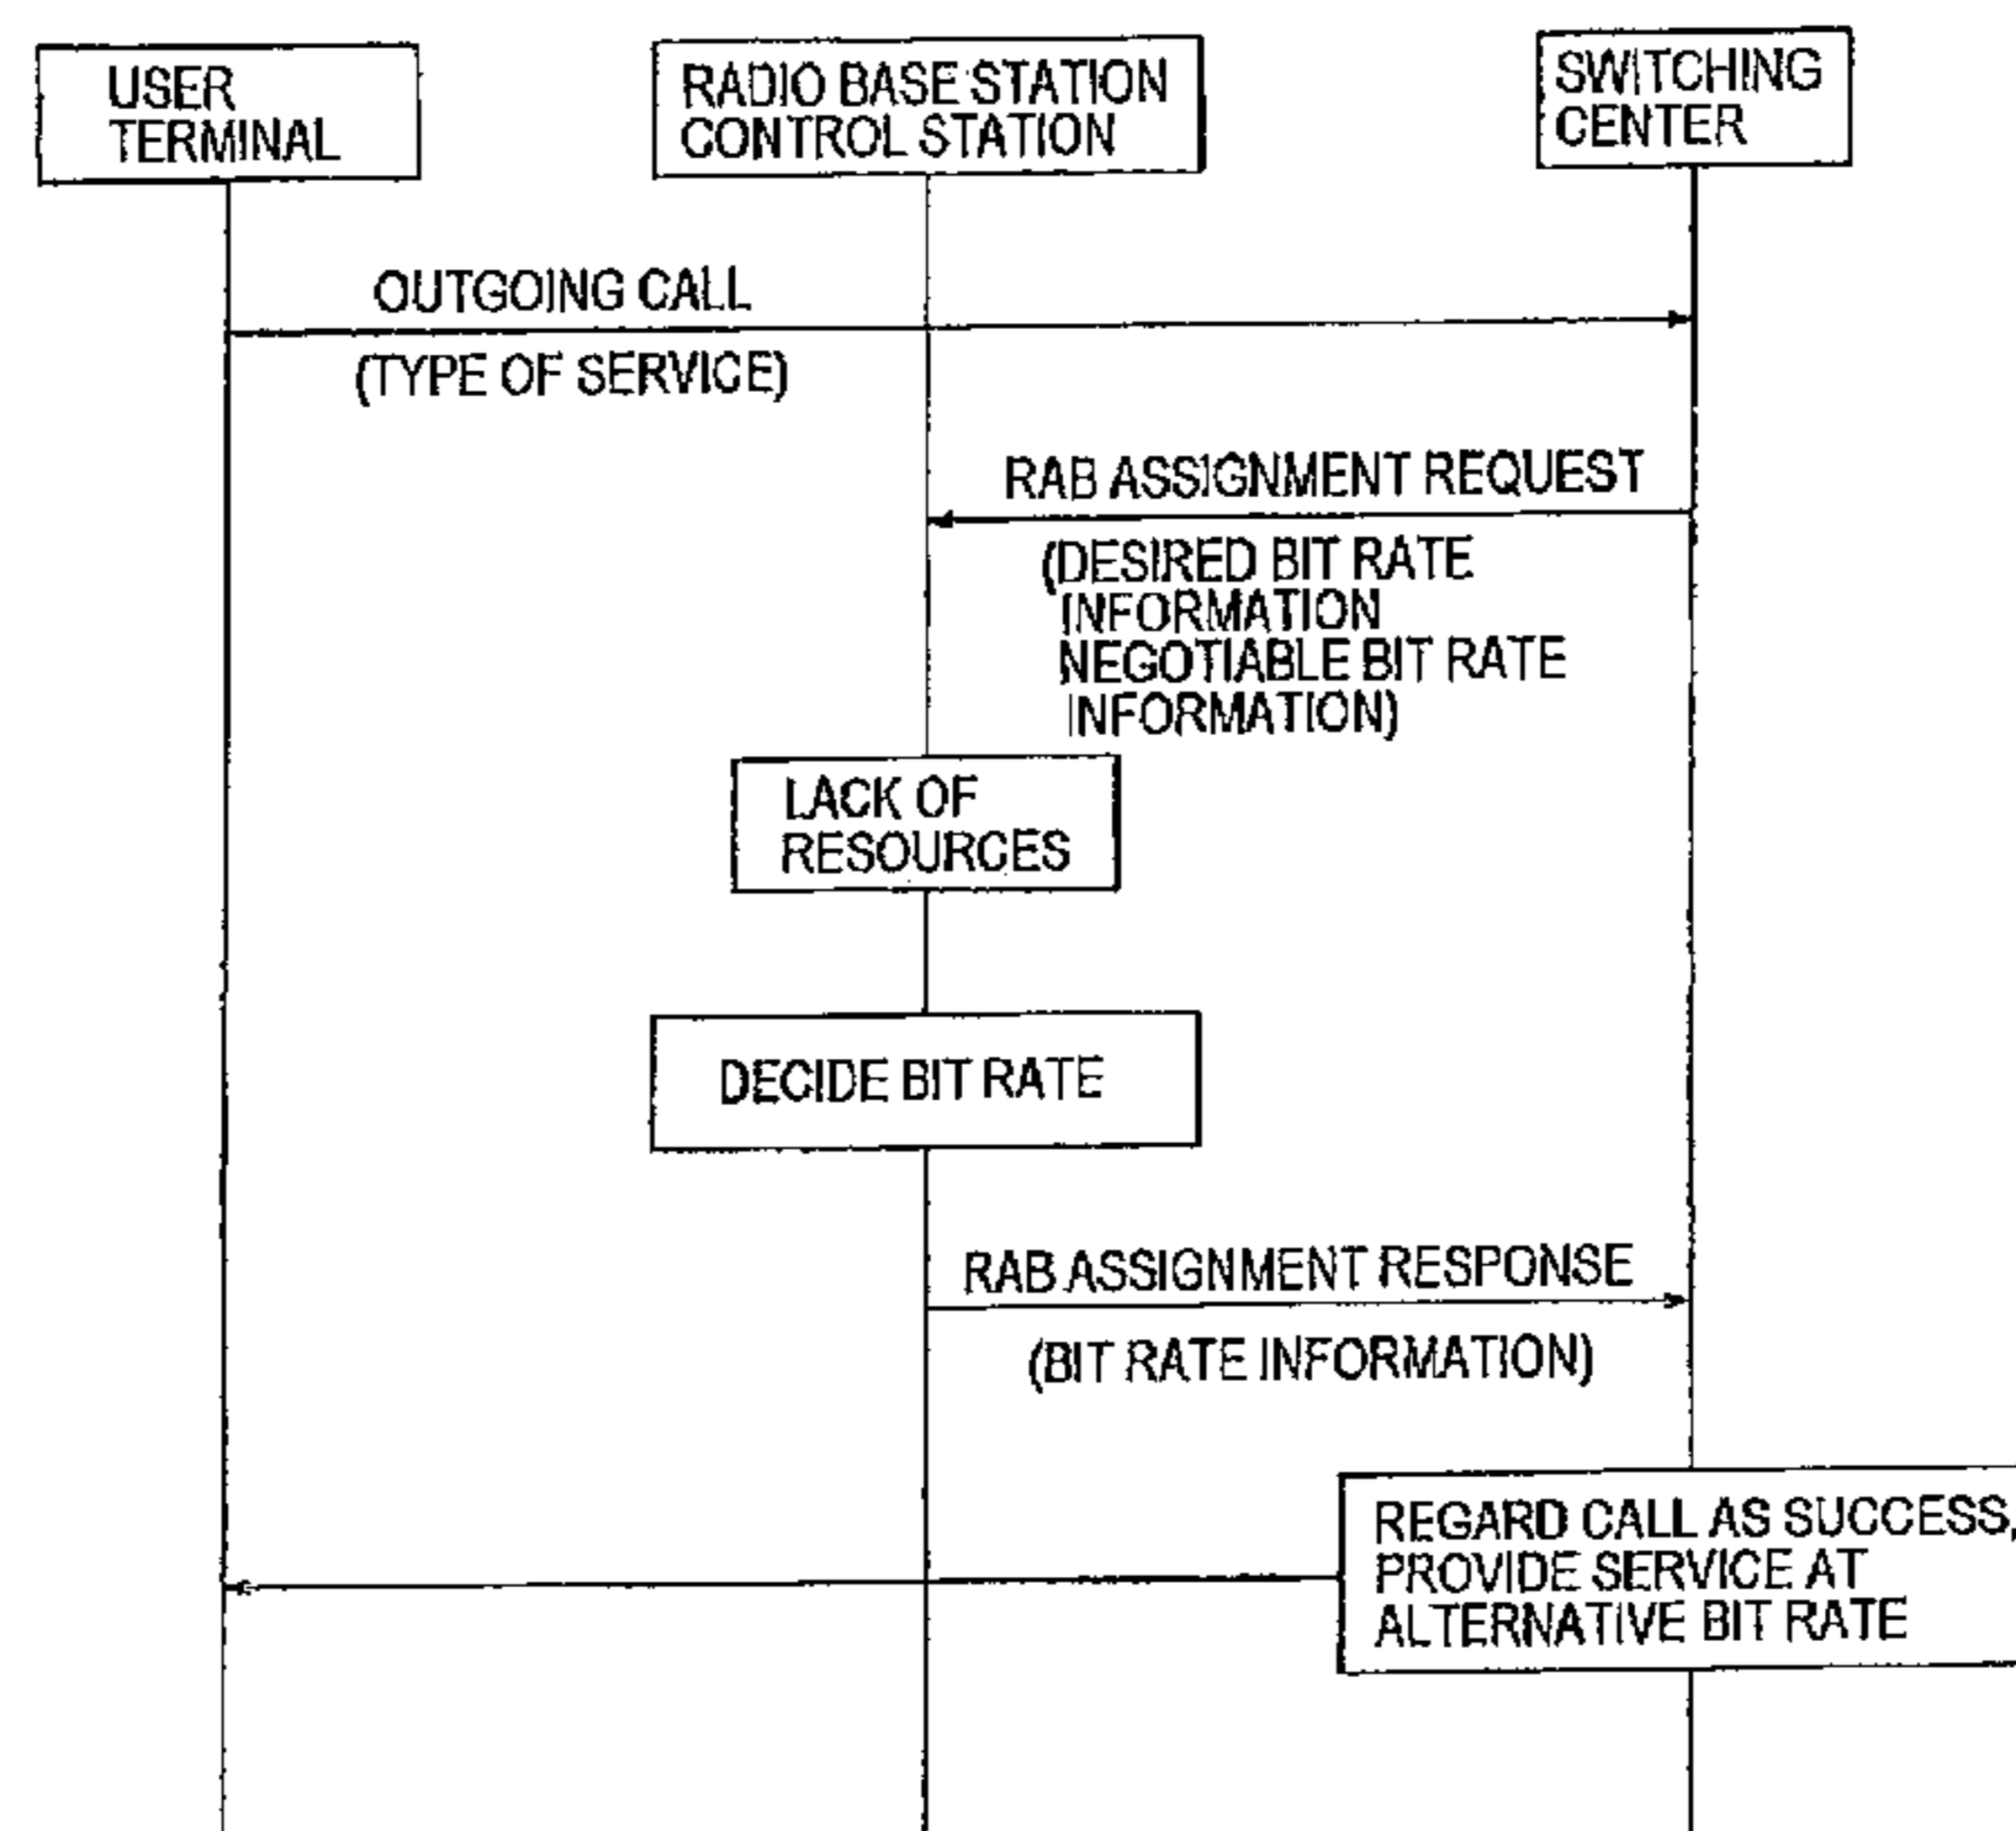 USER
TERMINAL
RADIO BASE STATION
CONTROL STATION
SWITCHING
CENTER
OUTGOING CALL
(TYPE OF SERVICE)
RAB ASSIGNMENT REQUEST
(DESIRED BIT RATE
INFORMATION
NEGOTIABLE BIT RATE
INFORMATION)
LACK OF
RESOURCES
DECIDE BIT RATE
RAB ASSIGNMENT RESPONSE
(BIT RATE INFORMATION)
REGARD CALL AS SUCCESS,
PROVIDE SERVICE AT
ALTERNATIVE BIT RATE